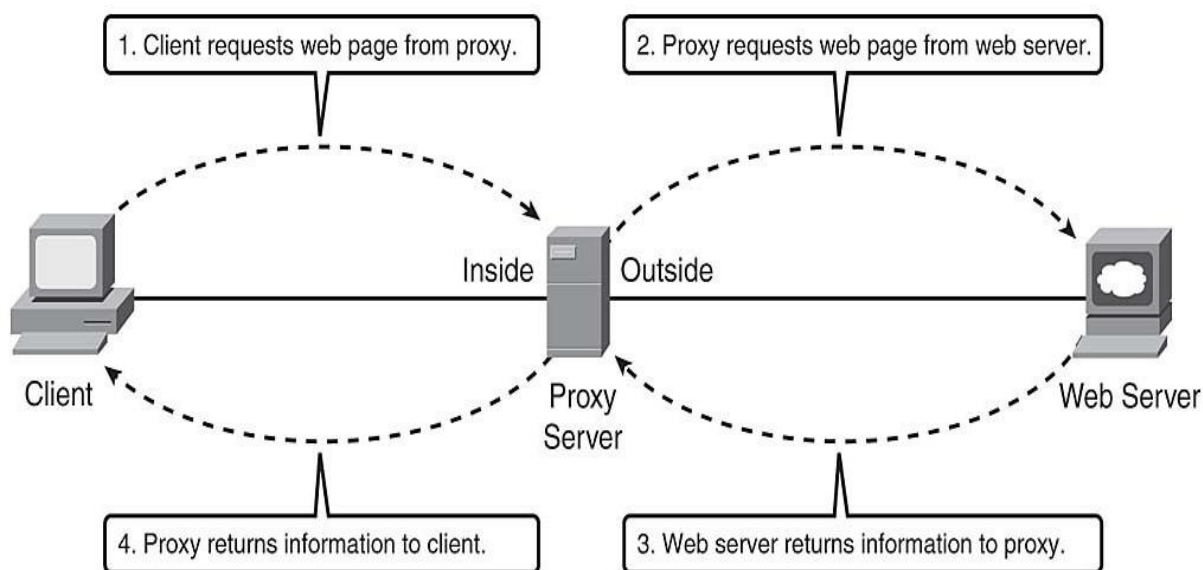 1. Client requests web page from proxy.
2. Proxy requests web page from web server.
Inside
Outside
Client
Proxy
Server
Web Server
4. Proxy returns information to client.
3. Web server returns information to proxy.